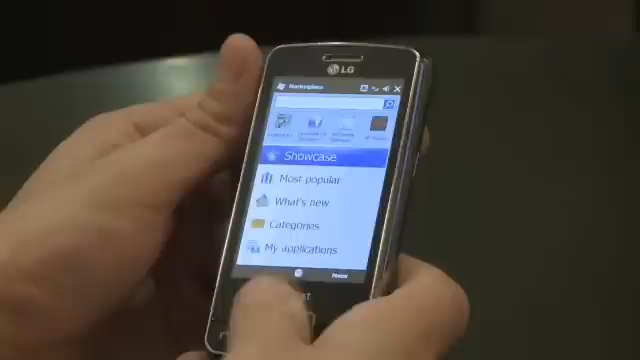 LG
Marketplace
Showcase
Most popular
What's new
Categories
My applications
Menu